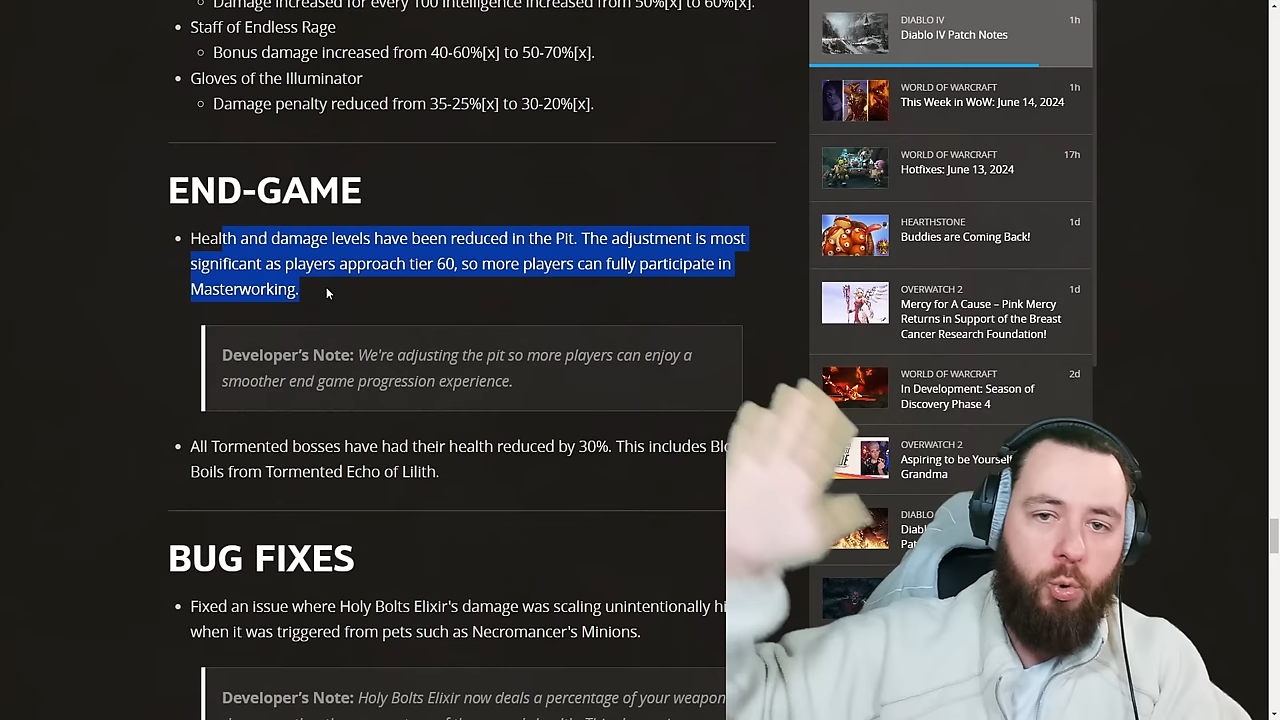 Damage increased for every 100 Intelligence increased from 50%[x] to 60%[x].
Staff of Endless Rage
Bonus damage increased from 40-60%[x] to 50-70%[x].
Gloves of the Illuminator
Damage penalty reduced from 35-25%[x] to 30-20%[x].
END-GAME
Health and damage levels have been reduced in the Pit. The adjustment is most
significant as players approach tier 60, so more players can fully participate in
Masterworking.
Developer's Note: We're adjusting the pit so more players can enjoy a
smoother end game progression experience.
All Tormented bosses have had their health reduced by 30%. This includes Blo
Boils from Tormented Echo of Lilith.
BUG FIXES
Fixed an issue where Holy Bolts Elixir's damage was scaling unintentionally hi
when it was triggered from pets such as Necromancer's Minions.
Developer's Note: Holy Bolts Elixir now deals a percentage of your weapon
DIABLO IV 1h
Diablo IV Patch Notes
WORLD OF WARCRAFT 1h
This Week in WoW: June 14, 2024
WORLD OF WARCRAFT 17h
Hotfixes: June 13, 2024
HEARTHSTONE 1d
Buddies are Coming Back!
OVERWATCH 2 1d
Mercy for A Cause – Pink Mercy
Returns in Support of the Breast
Cancer Research Foundation!
WORLD OF WARCRAFT 2d
In Development: Season of
Discovery Phase 4
OVERWATCH 2
Aspiring to be Yourself
Grandma
DIABLO
Diabl
Pat